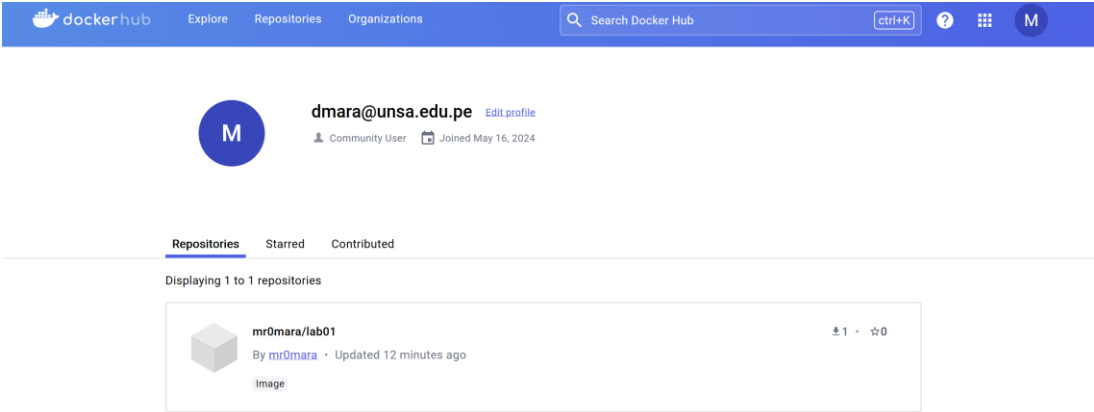 dockerhub Explore Repositories Organizations Search Docker Hub ctrl+K ? M
M
dmara@unsa.edu.pe Edit profile
Community User Joined May 16, 2024
Repositories Starred Contributed
Displaying 1 to 1 repositories
mr0mara/lab01 1 · 0
By mr0mara • Updated 12 minutes ago
Image